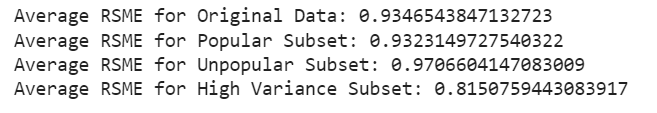 Average RSME for Original Data: 0.9346543847132723
Average RSME for Popular Subset: 0.9323149727540322
Average RSME for Unpopular Subset: 0.9706604147083009
Average RSME for High Variance Subset: 0.8150759443083917